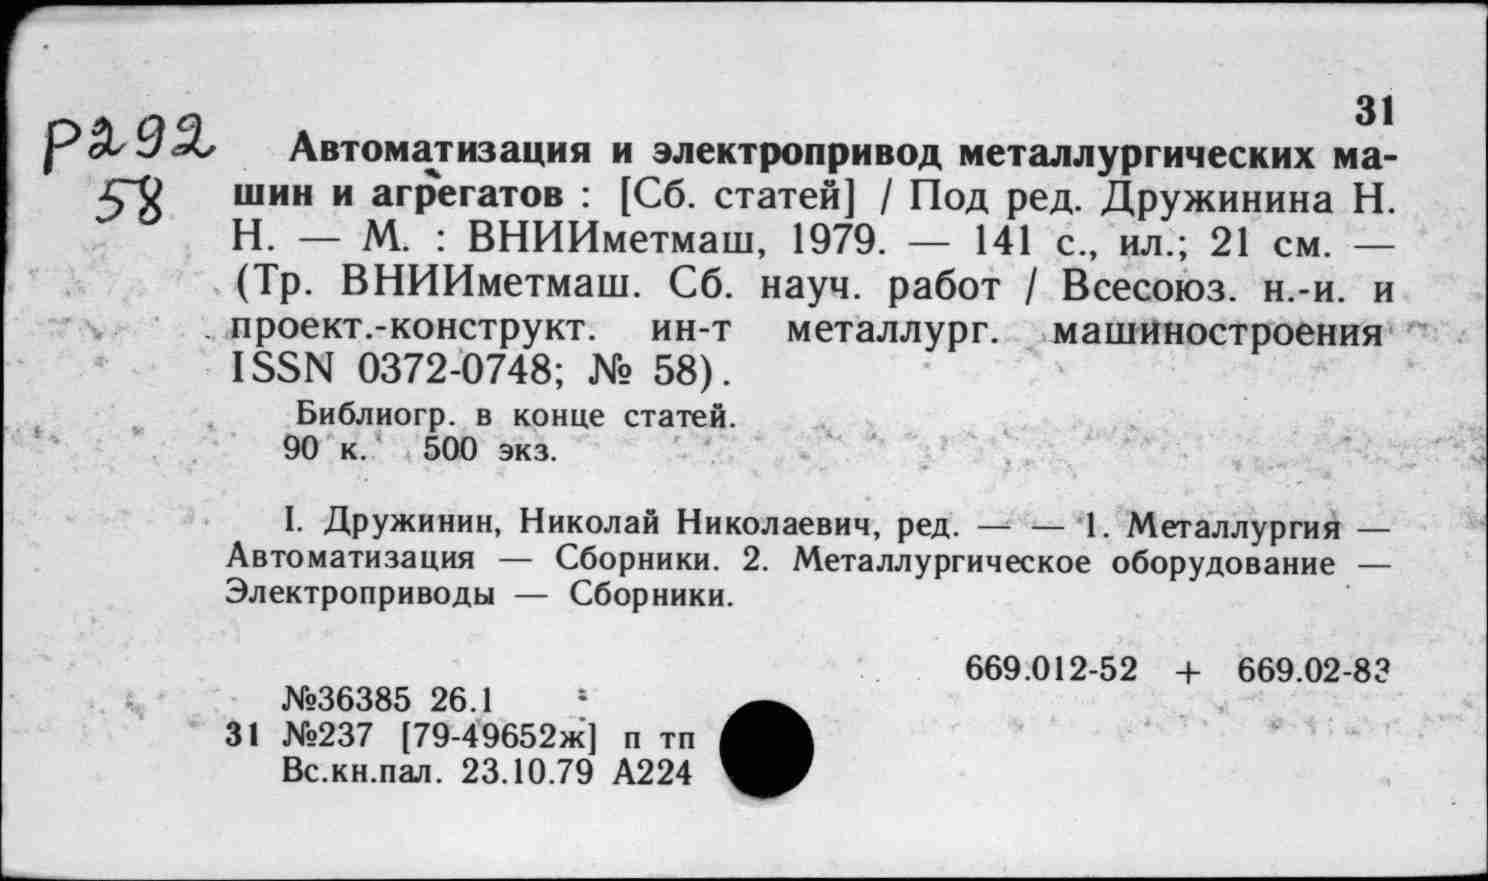 31
Р2 92
58
Автоматизация и электропривод металлургических ма-
шин и агрегатов : [Сб. статей] / Под ред. Дружинина Н.
Н. — М. : ВНИИметмаш, 1979. — 141 с., ил.; 21 см. —
(Тр. ВНИИметмаш. Сб. науч. работ / Всесоюз. н.-и. и
проект.-конструкт. ин-т металлург. машиностроения
ISSN 0372-0748; № 58).
Библиогр. в конце статей.
90 к. 500 экз.
I. Дружинин, Николай Николаевич, ред. — — 1. Металлургия —
Автоматизация — Сборники. 2. Металлургическое оборудование —
Электроприводы — Сборники.
669.012-52 + 669.02-83
№36385 26.1
31 №237 [79-49652ж] п тп
Вс.кн.пал. 23.10.79 А224